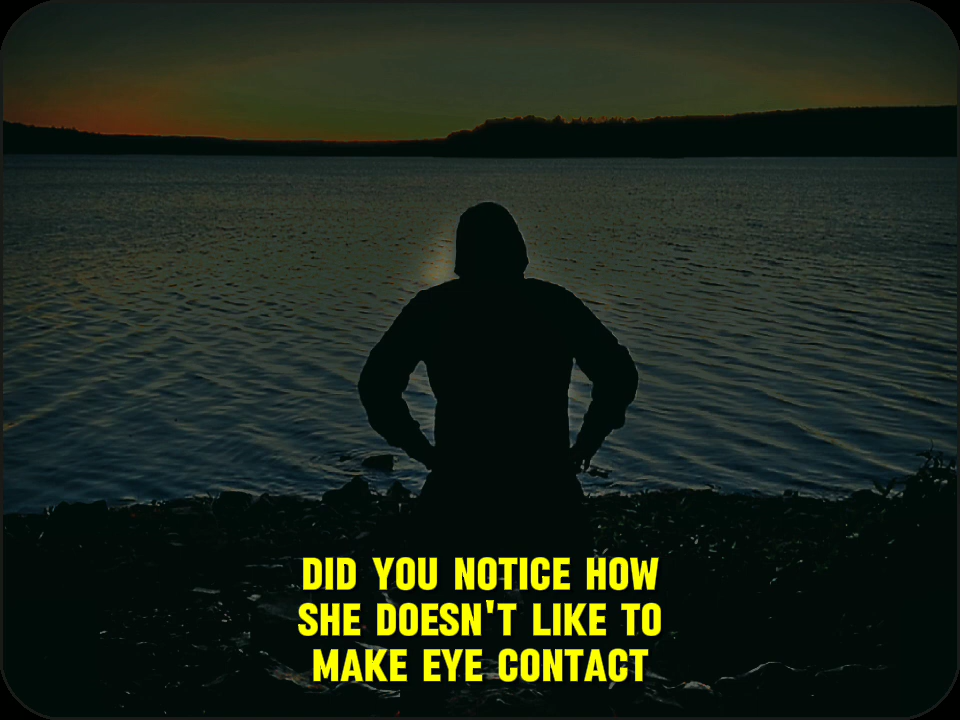 DID YOU NOTICE HOW
SHE DOESN'T LIKE TO
MAKE EYE CONTACT